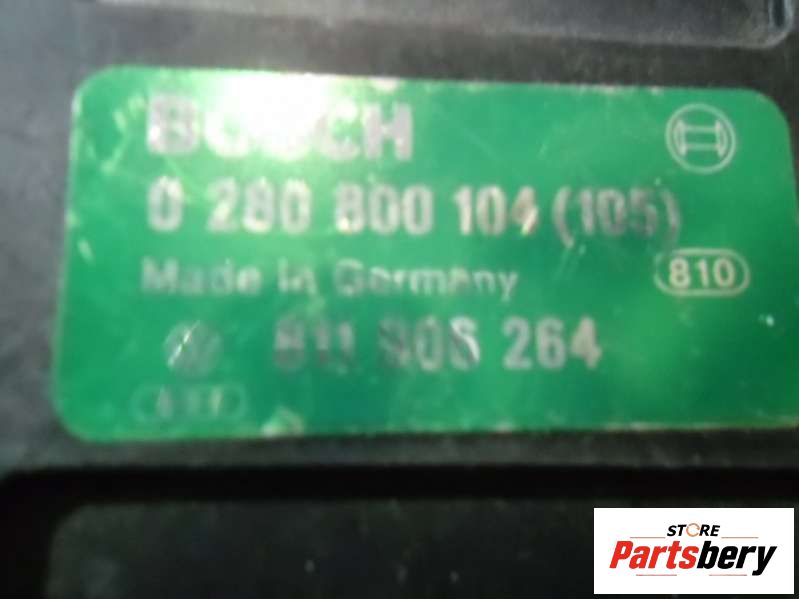 BOSCH
0 280 800 104 (105)
Made in Germany
810
811 906 264
STORE
Partsbery